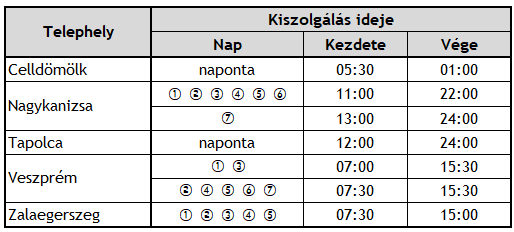 Telephely Kiszolgálás ideje
Nap Kezdete Vége
Celldömölk naponta 05:30 01:00
Nagykanizsa ① ② ③ ④ ⑤ ⑥ 11:00 22:00
⑦ 13:00 24:00
Tapolca naponta 12:00 24:00
Veszprém ① ③ 07:00 15:30
② ④ ⑤ ⑥ ⑦ 07:30 15:30
Zalaegerszeg ① ② ③ ④ ⑤ 07:30 15:00